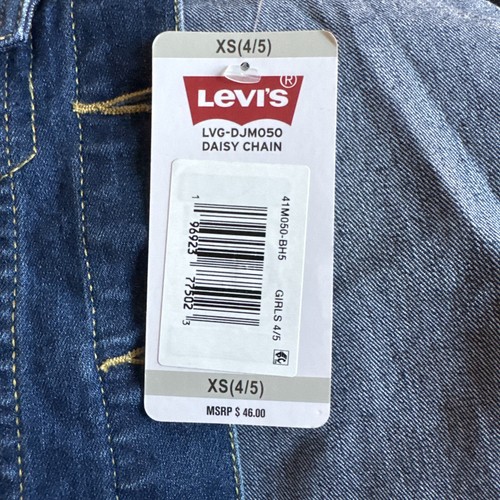 XS(4/5)
LEVI'S ®
LVG-DJM050
DAISY CHAIN
41M050-BH5
GIRLS 4/5
1 96923 77502 3
XS(4/5)
MSRP $ 46.00